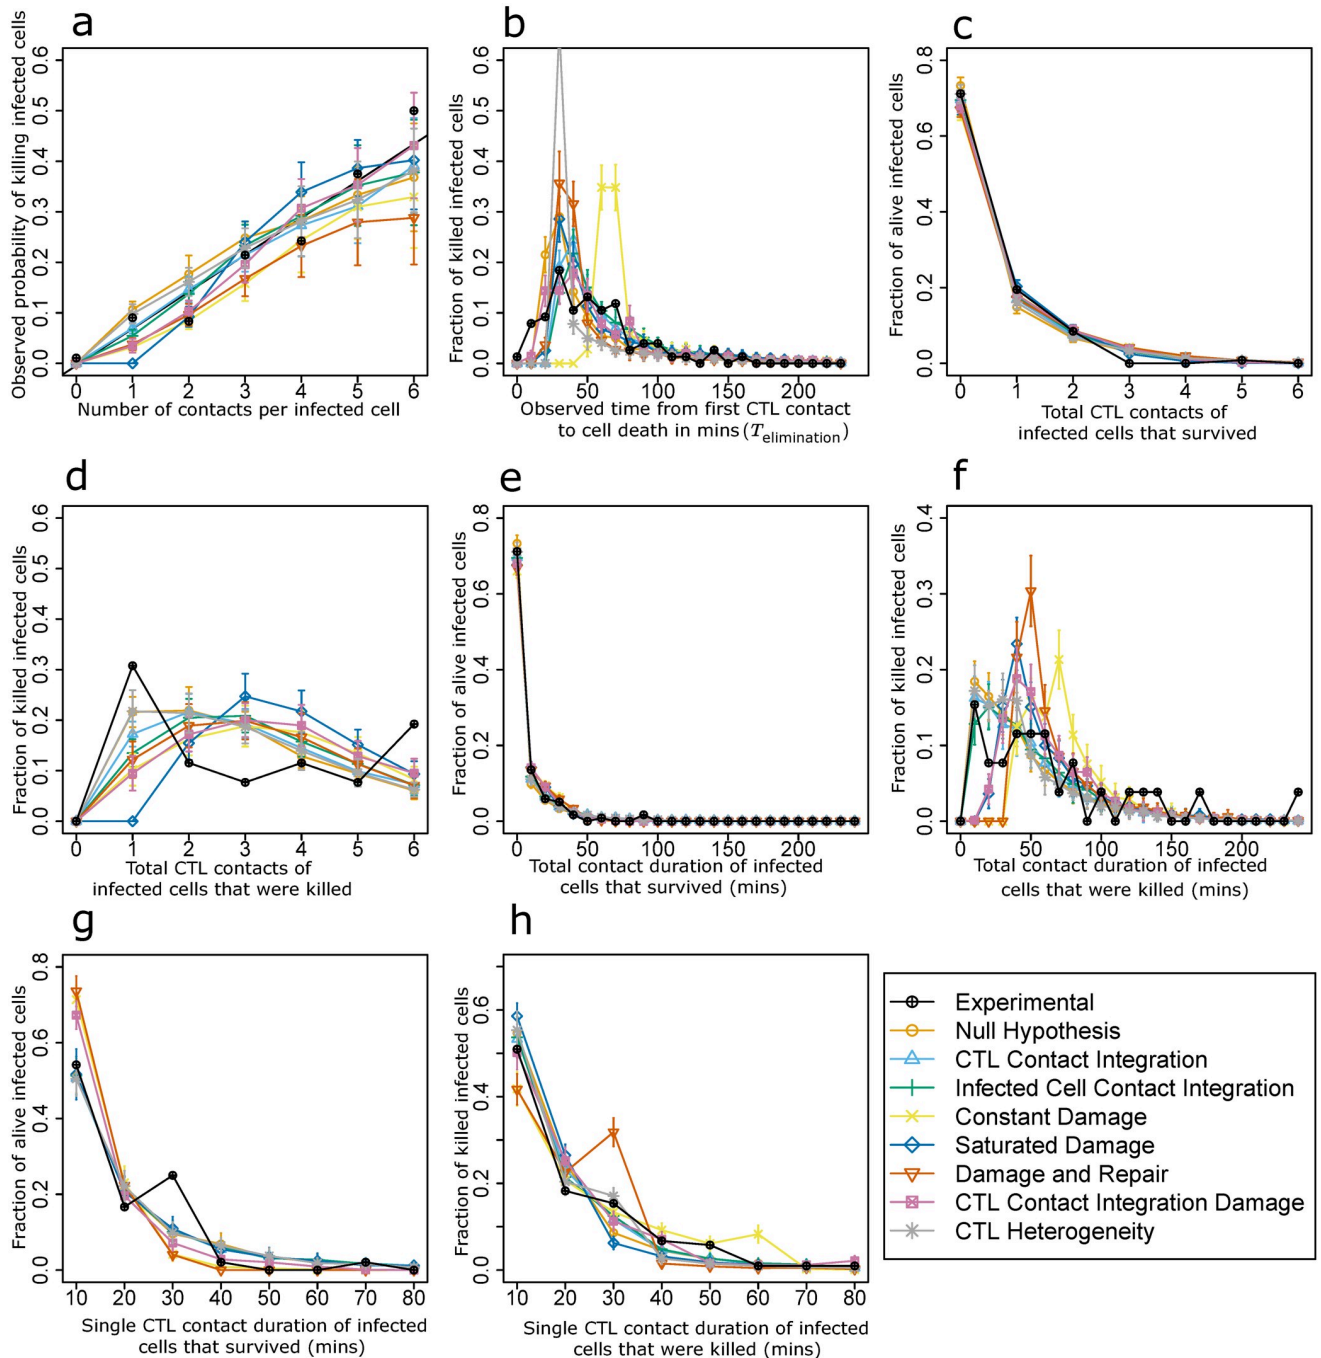 a
Observed probability of killing infected cells
0.0 0.1 0.2 0.3 0.4 0.5 0.6
0 1 2 3 4 5 6
Number of contacts per infected cell
b
Fraction of killed infected cells
0.0 0.1 0.2 0.3 0.4 0.5 0.6
0 50 100 150 200
Observed time from first CTL contact
to cell death in mins (T elimination)
c
Fraction of alive infected cells
0.0 0.2 0.4 0.6 0.8
0 1 2 3 4 5 6
Total CTL contacts of
infected cells that survived
d
Fraction of killed infected cells
0.0 0.1 0.2 0.3 0.4 0.5 0.6
0 1 2 3 4 5 6
Total CTL contacts of
infected cells that were killed
e
Fraction of alive infected cells
0.0 0.2 0.4 0.6 0.8
0 50 100 150 200
Total contact duration of infected
cells that survived (mins)
f
Fraction of killed infected cells
0.0 0.1 0.2 0.3 0.4
0 50 100 150 200
Total contact duration of infected
cells that were killed (mins)
g
Fraction of alive infected cells
0.0 0.2 0.4 0.6 0.8
10 20 30 40 50 60 70 80
Single CTL contact duration of infected
cells that survived (mins)
h
Fraction of killed infected cells
0.0 0.2 0.4 0.6
10 20 30 40 50 60 70 80
Single CTL contact duration of infected
cells that were killed (mins)
Experimental
Null Hypothesis
CTL Contact Integration
Infected Cell Contact Integration
Constant Damage
Saturated Damage
Damage and Repair
CTL Contact Integration Damage
CTL Heterogeneity